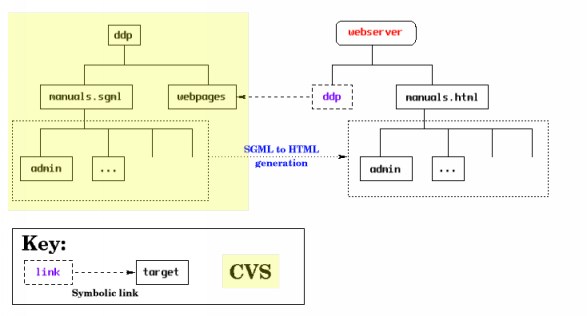 ddp
webserver
manuals.sgml
webpages
ddp
manuals.html
SGML to HTML
generation
admin
...
admin
...
Key:
link
target
CVS
Symbolic link